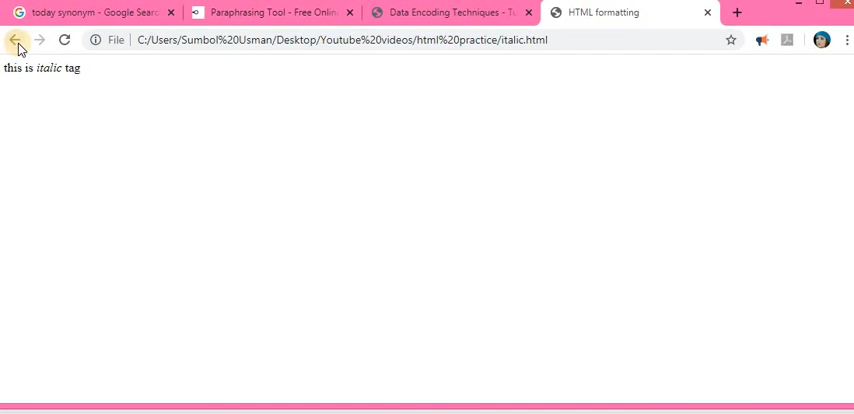 today synonym - Google Searc
Paraphrasing Tool - Free Onlin
Data Encoding Techniques - Tu
HTML formatting
File
C:/Users/Sumbol%20Usman/Desktop/Youtube%20videos/html%20practice/italic.html
this is italic tag